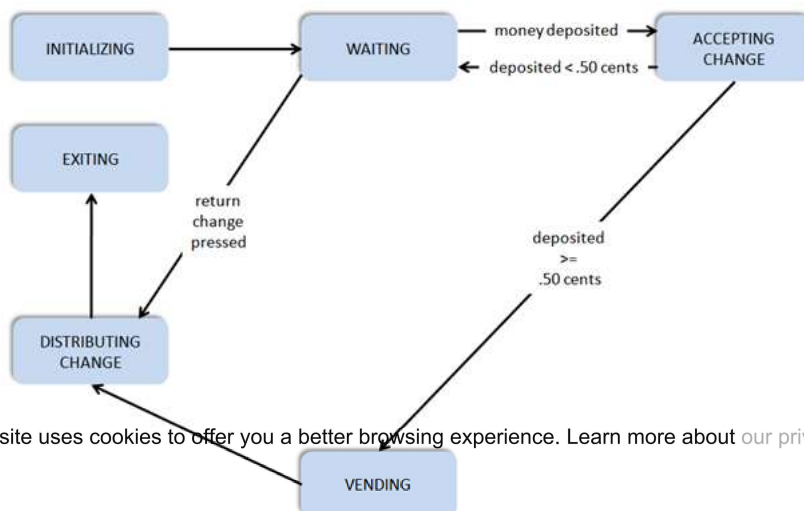 INITIALIZING
WAITING
money deposited
deposited < .50 cents
ACCEPTING
CHANGE
EXITING
return
change
pressed
deposited
>=
.50 cents
DISTRIBUTING
CHANGE
site uses cookies to offer you a better browsing experience. Learn more about our
VENDING